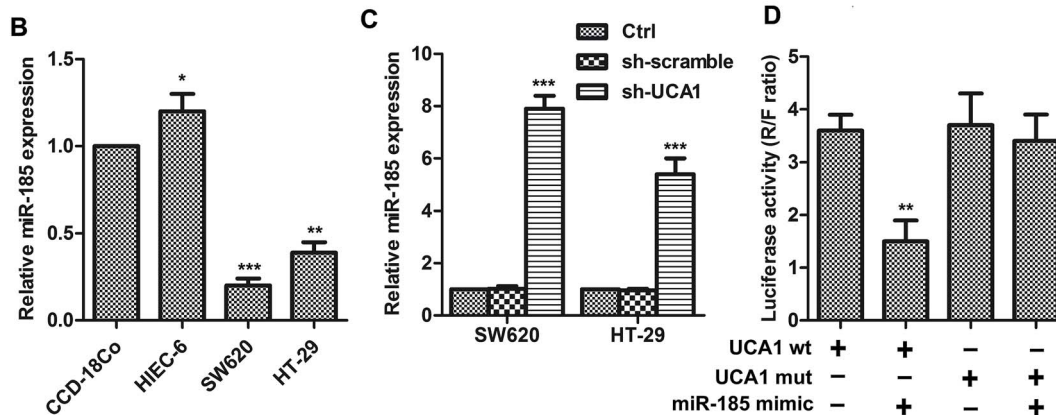 B
Relative miR-185 expression
1.5
1.0
0.5
0.0
*
***
**
CCD-18Co
HIEC-6
SW620
HT-29
C
Ctrl
sh-scramble
sh-UCA1
Relative miR-185 expression
10
8
6
4
2
0
***
***
SW620
HT-29
D
Luciferase activity (R/F ratio)
5
4
3
2
1
0
**
UCA1 wt + + – –
UCA1 mut – – + +
miR-185 mimic – + – +